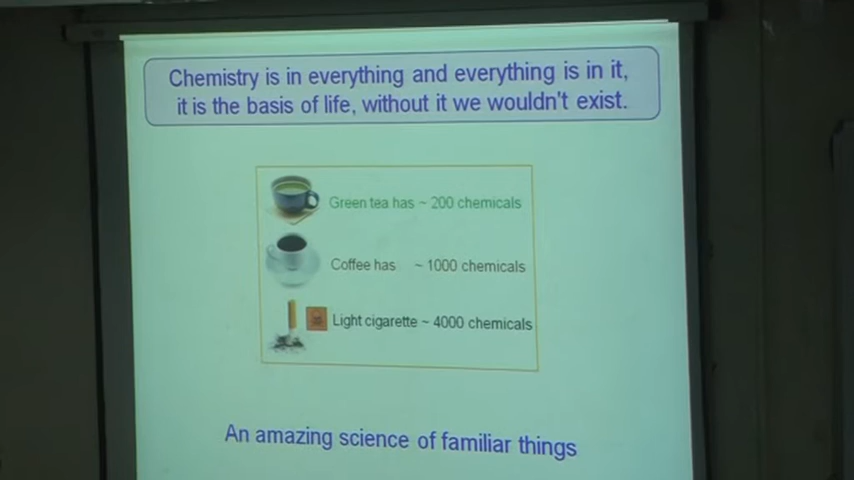 Chemistry is in everything and everything is in it,
it is the basis of life, without it we wouldn't exist.
Green tea has ~ 200 chemicals
Coffee has ~ 1000 chemicals
Light cigarette ~ 4000 chemicals
An amazing science of familiar things